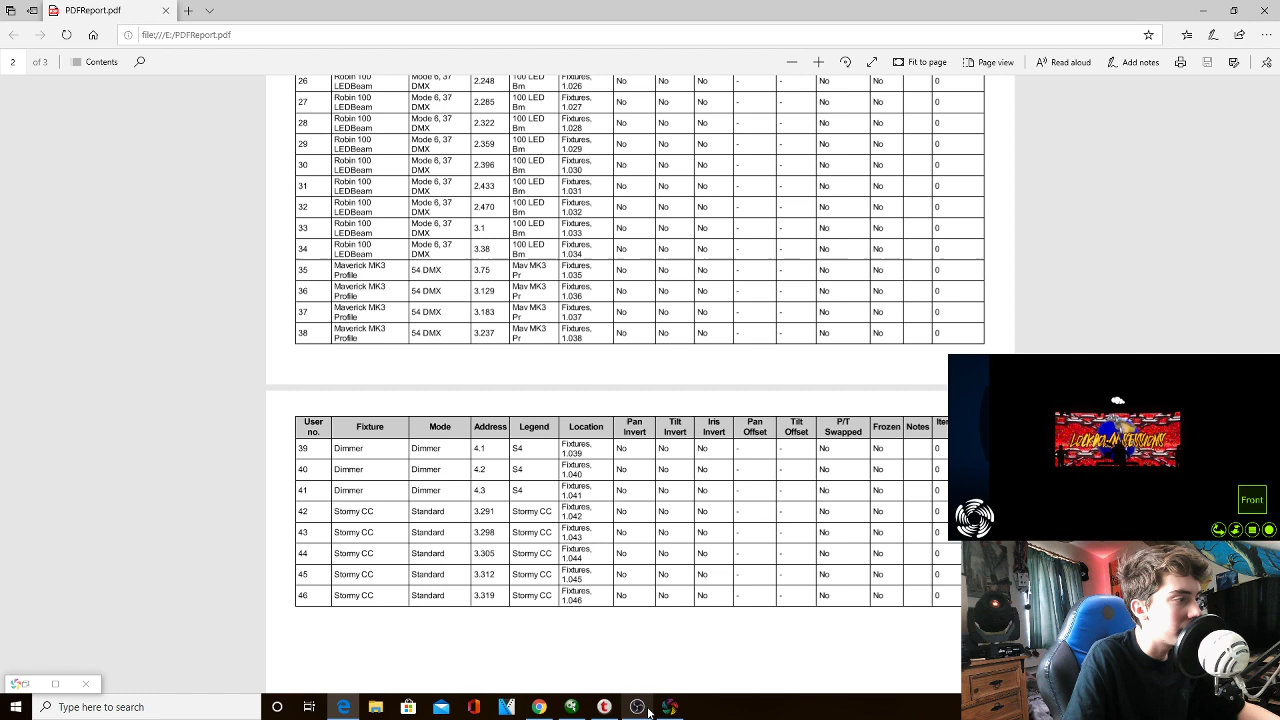 PDFReport.pdf
file:///E:/PDFReport.pdf
2 of 3 Contents Fit to page Page view Read aloud Add notes
26 Robin 100 LEDBeam Mode 6, 37 DMX 2.248 100 LED Bm Fixtures, 1.026 No No No - - No No 0
27 Robin 100 LEDBeam Mode 6, 37 DMX 2.285 100 LED Bm Fixtures, 1.027 No No No - - No No 0
28 Robin 100 LEDBeam Mode 6, 37 DMX 2.322 100 LED Bm Fixtures, 1.028 No No No - - No No 0
29 Robin 100 LEDBeam Mode 6, 37 DMX 2.359 100 LED Bm Fixtures, 1.029 No No No - - No No 0
30 Robin 100 LEDBeam Mode 6, 37 DMX 2.396 100 LED Bm Fixtures, 1.030 No No No - - No No 0
31 Robin 100 LEDBeam Mode 6, 37 DMX 2.433 100 LED Bm Fixtures, 1.031 No No No - - No No 0
32 Robin 100 LEDBeam Mode 6, 37 DMX 2.470 100 LED Bm Fixtures, 1.032 No No No - - No No 0
33 Robin 100 LEDBeam Mode 6, 37 DMX 3.1 100 LED Bm Fixtures, 1.033 No No No - - No No 0
34 Robin 100 LEDBeam Mode 6, 37 DMX 3.38 100 LED Bm Fixtures, 1.034 No No No - - No No 0
35 Maverick MK3 Profile 54 DMX 3.75 Mav MK3 Pr Fixtures, 1.035 No No No - - No No 0
36 Maverick MK3 Profile 54 DMX 3.129 Mav MK3 Pr Fixtures, 1.036 No No No - - No No 0
37 Maverick MK3 Profile 54 DMX 3.183 Mav MK3 Pr Fixtures, 1.037 No No No - - No No 0
38 Maverick MK3 Profile 54 DMX 3.237 Mav MK3 Pr Fixtures, 1.038 No No No - - No No 0
User no. Fixture Mode Address Legend Location Pan Invert Tilt Invert Iris Invert Pan Offset Tilt Offset P/T Swapped Frozen Notes
39 Dimmer Dimmer 4.1 S4 Fixtures, 1.039 No No No - - No No 0
40 Dimmer Dimmer 4.2 S4 Fixtures, 1.040 No No No - - No No 0
41 Dimmer Dimmer 4.3 S4 Fixtures, 1.041 No No No - - No No 0
42 Stormy CC Standard 3.291 Stormy CC Fixtures, 1.042 No No No - - No No 0
43 Stormy CC Standard 3.298 Stormy CC Fixtures, 1.043 No No No - - No No 0
44 Stormy CC Standard 3.305 Stormy CC Fixtures, 1.044 No No No - - No No 0
45 Stormy CC Standard 3.312 Stormy CC Fixtures, 1.045 No No No - - No No 0
46 Stormy CC Standard 3.319 Stormy CC Fixtures, 1.046 No No No - - No No 0
LOCKDOWN SESSIONS
Front
Type here to search